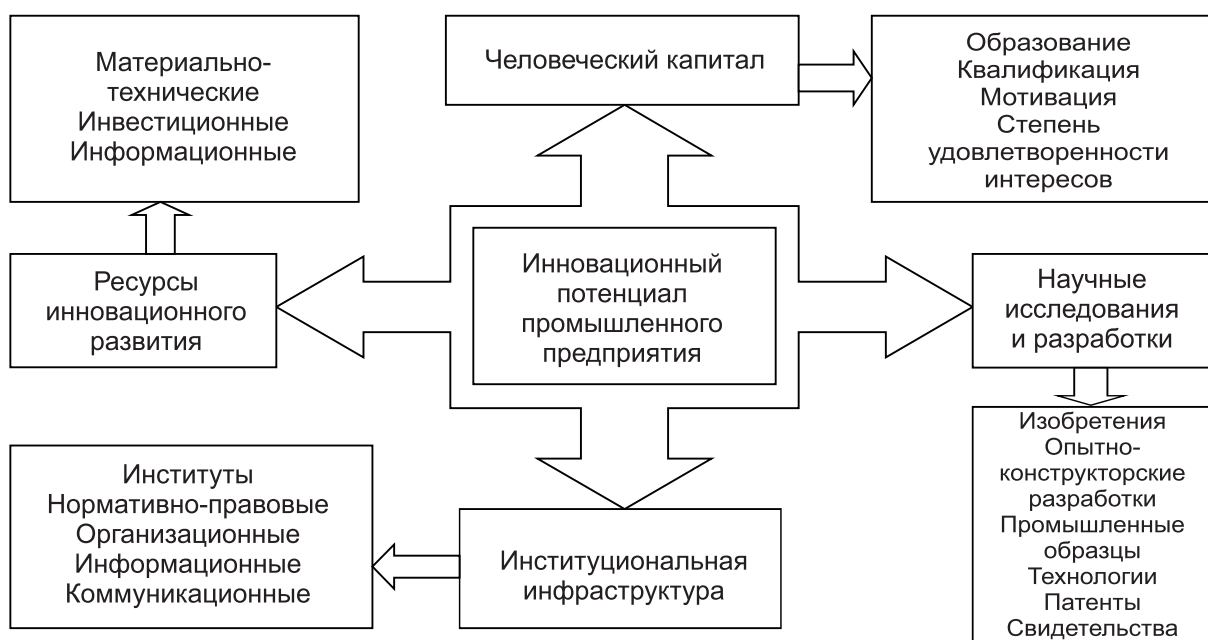 Материально-
технические
Инвестиционные
Информационные
Человеческий капитал
Образование
Квалификация
Мотивация
Степень
удовлетворенности
интересов
Ресурсы
инновационного
развития
Инновационный
потенциал
промышленного
предприятия
Научные
исследования
и разработки
Институты
Нормативно-правовые
Организационные
Информационные
Коммуникационные
Институциональная
инфраструктура
Изобретения
Опытно-
конструкторские
разработки
Промышленные
образцы
Технологии
Патенты
Свидетельства